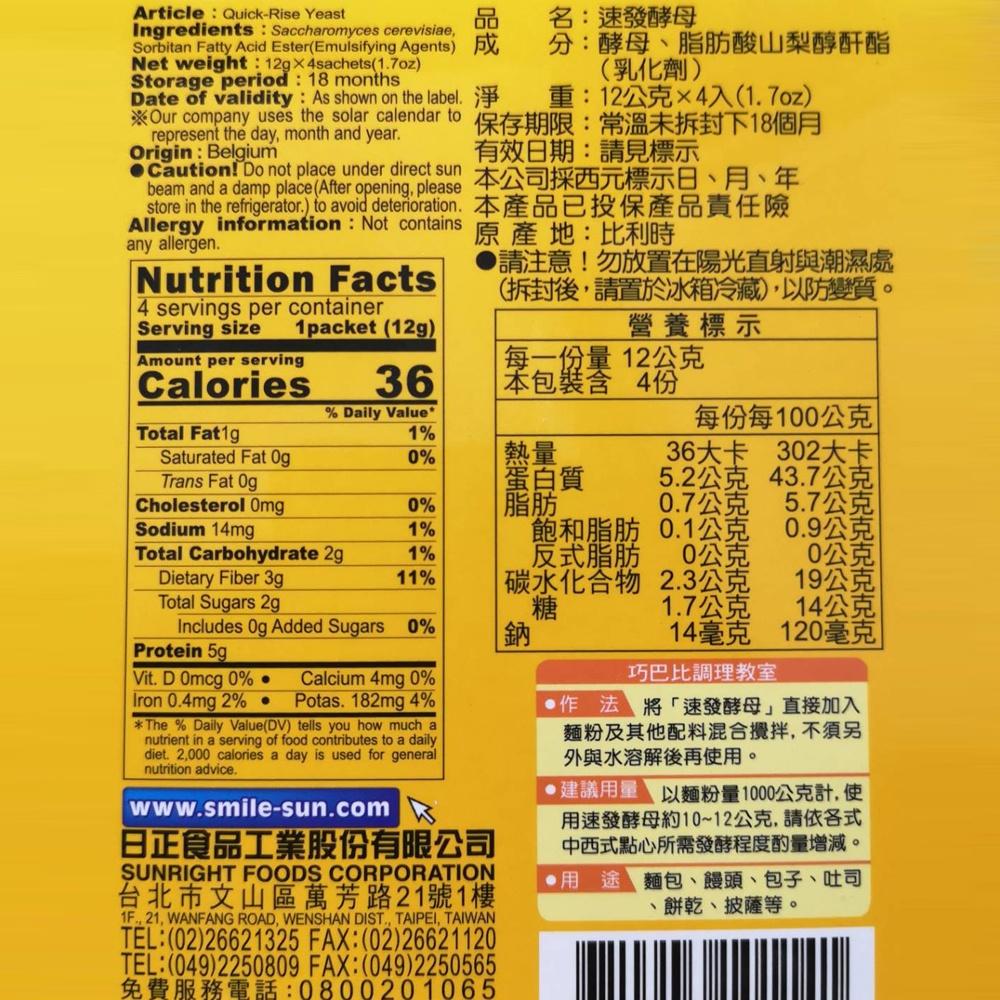 Article：Quick-Rise Yeast
Ingredients：Saccharomyces cerevisiae,
Sorbitan Fatty Acid Ester(Emulsifying Agents)
Net weight：12g×4sachets(1.7oz)
Storage period：18 months
Date of validity：As shown on the label.
※Our company uses the solar calendar to
represent the day, month and year.
Origin：Belgium
●Caution! Do not place under direct sun
beam and a damp place(After opening, please
store in the refrigerator.) to avoid deterioration.
Allergy information：Not contains
any allergen.
Nutrition Facts
4 servings per container
Serving size 1packet (12g)
Amount per serving
Calories 36
% Daily Value*
Total Fat1g 1%
Saturated Fat 0g 0%
Trans Fat 0g
Cholesterol 0mg 0%
Sodium 14mg 1%
Total Carbohydrate 2g 1%
Dietary Fiber 3g 11%
Total Sugars 2g
Includes 0g Added Sugars 0%
Protein 5g
Vit. D 0mcg 0% ● Calcium 4mg 0%
Iron 0.4mg 2% ● Potas. 182mg 4%
*The % Daily Value(DV) tells you how much a
nutrient in a serving of food contributes to a daily
diet. 2,000 calories a day is used for general
nutrition advice.
www.smile-sun.com
日正食品工業股份有限公司
SUNRIGHT FOODS CORPORATION
台北市文山區萬芳路21號1樓
1F., 21, WANFANG ROAD, WENSHAN DIST., TAIPEI, TAIWAN
TEL:(02)26621325 FAX:(02)26621120
TEL:(049)2250809 FAX:(049)2250565
免費服務電話:0800201065
品名：速發酵母
成分：酵母、脂肪酸山梨醇酐酯
（乳化劑）
淨重：12公克×4入(1.7oz)
保存期限：常溫未拆封下18個月
有效日期：請見標示
本公司採西元標示日、月、年
本產品已投保產品責任險
原產地：比利時
●請注意！勿放置在陽光直射與潮濕處
(拆封後，請置於冰箱冷藏)，以防變質。
營養標示
每一份量 12公克
本包裝含 4份
每份每100公克
熱量 36大卡 302大卡
蛋白質 5.2公克 43.7公克
脂肪 0.7公克 5.7公克
飽和脂肪 0.1公克 0.9公克
反式脂肪 0公克 0公克
碳水化合物 2.3公克 19公克
糖 1.7公克 14公克
鈉 14毫克 120毫克
巧巴比調理教室
●作法 將「速發酵母」直接加入
麵粉及其他配料混合攪拌，不須另
外與水溶解後再使用。
●建議用量 以麵粉量1000公克計，使
用速發酵母約10~12公克，請依各式
中西式點心所需發酵程度酌量增減。
●用途 麵包、饅頭、包子、吐司
、餅乾、披薩等。